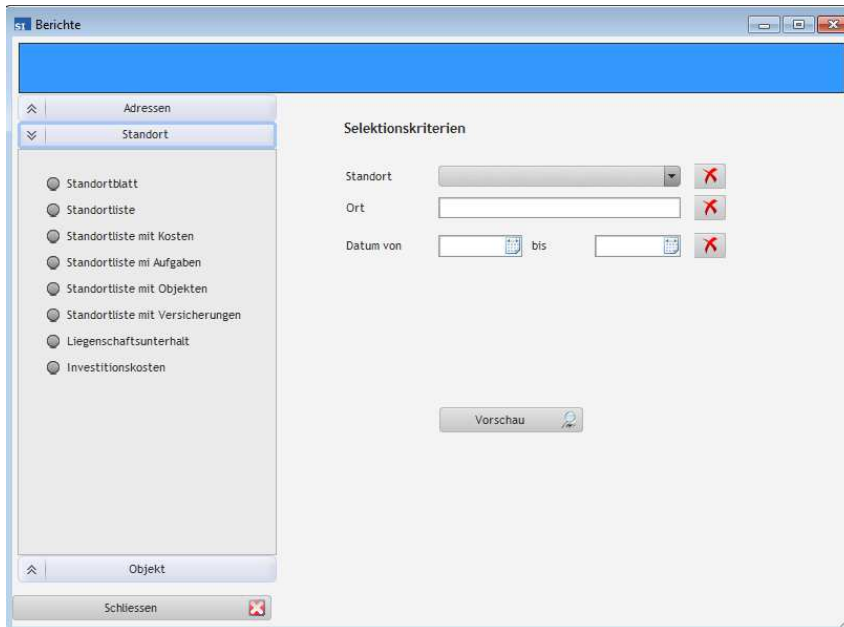 SI Berichte
Adressen
Standort
Standortblatt
Standortliste
Standortliste mit Kosten
Standortliste mi Aufgaben
Standortliste mit Objekten
Standortliste mit Versicherungen
Liegenschaftsunterhalt
Investitionskosten
Objekt
Schliessen
Selektionskriterien
Standort
Ort
Datum von bis
Vorschau